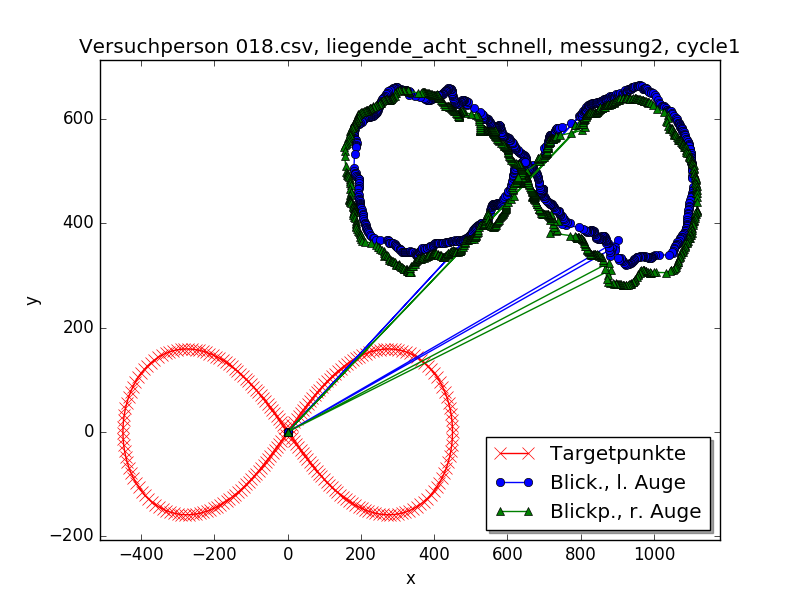 Versuchperson 018.csv, liegende_acht_schnell, messung2, cycle1
y
600
400
200
0
−200
−400
−200
0
200
400
600
800
1000
x
Targetpunkte
Blick., l. Auge
Blickp., r. Auge